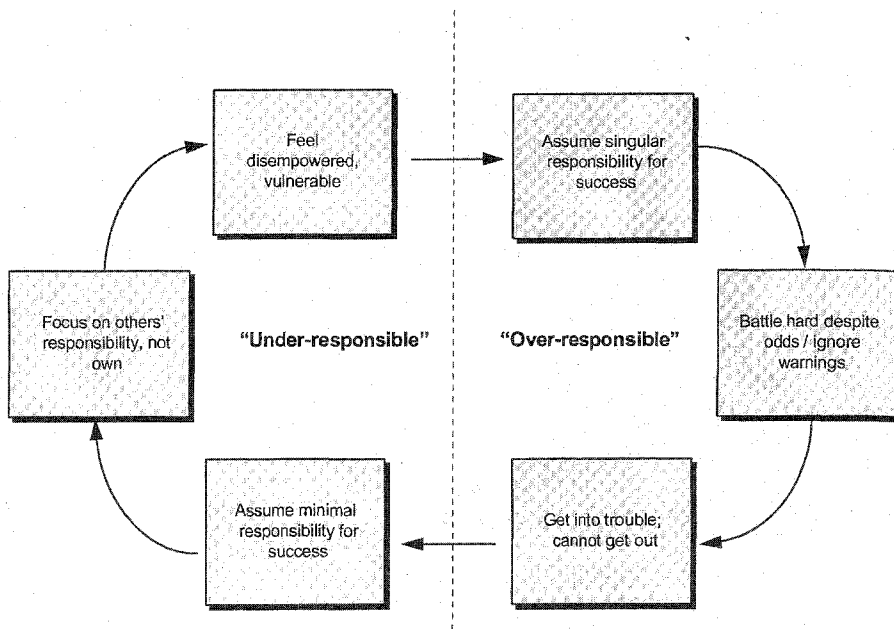 Feel
disempowered,
vulnerable
Assume singular
responsibility for
success
Focus on others'
responsibility, not
own
"Under-responsible"
"Over-responsible"
Battle hard despite
odds / ignore
warnings
Assume minimal
responsibility for
success
Get into trouble;
cannot get out